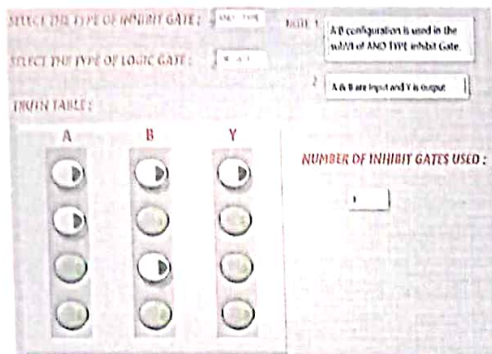 SELECT THE TYPE OF INHIBIT GATE :
AND TYPE
NOTE 1
A'B configuration is used in the
subVI of AND TYPE inhibit Gate.
SELECT THE TYPE OF LOGIC GATE :
2
A & B are Input and Y is output
TRUTH TABLE :
A B Y
NUMBER OF INHIBIT GATES USED :